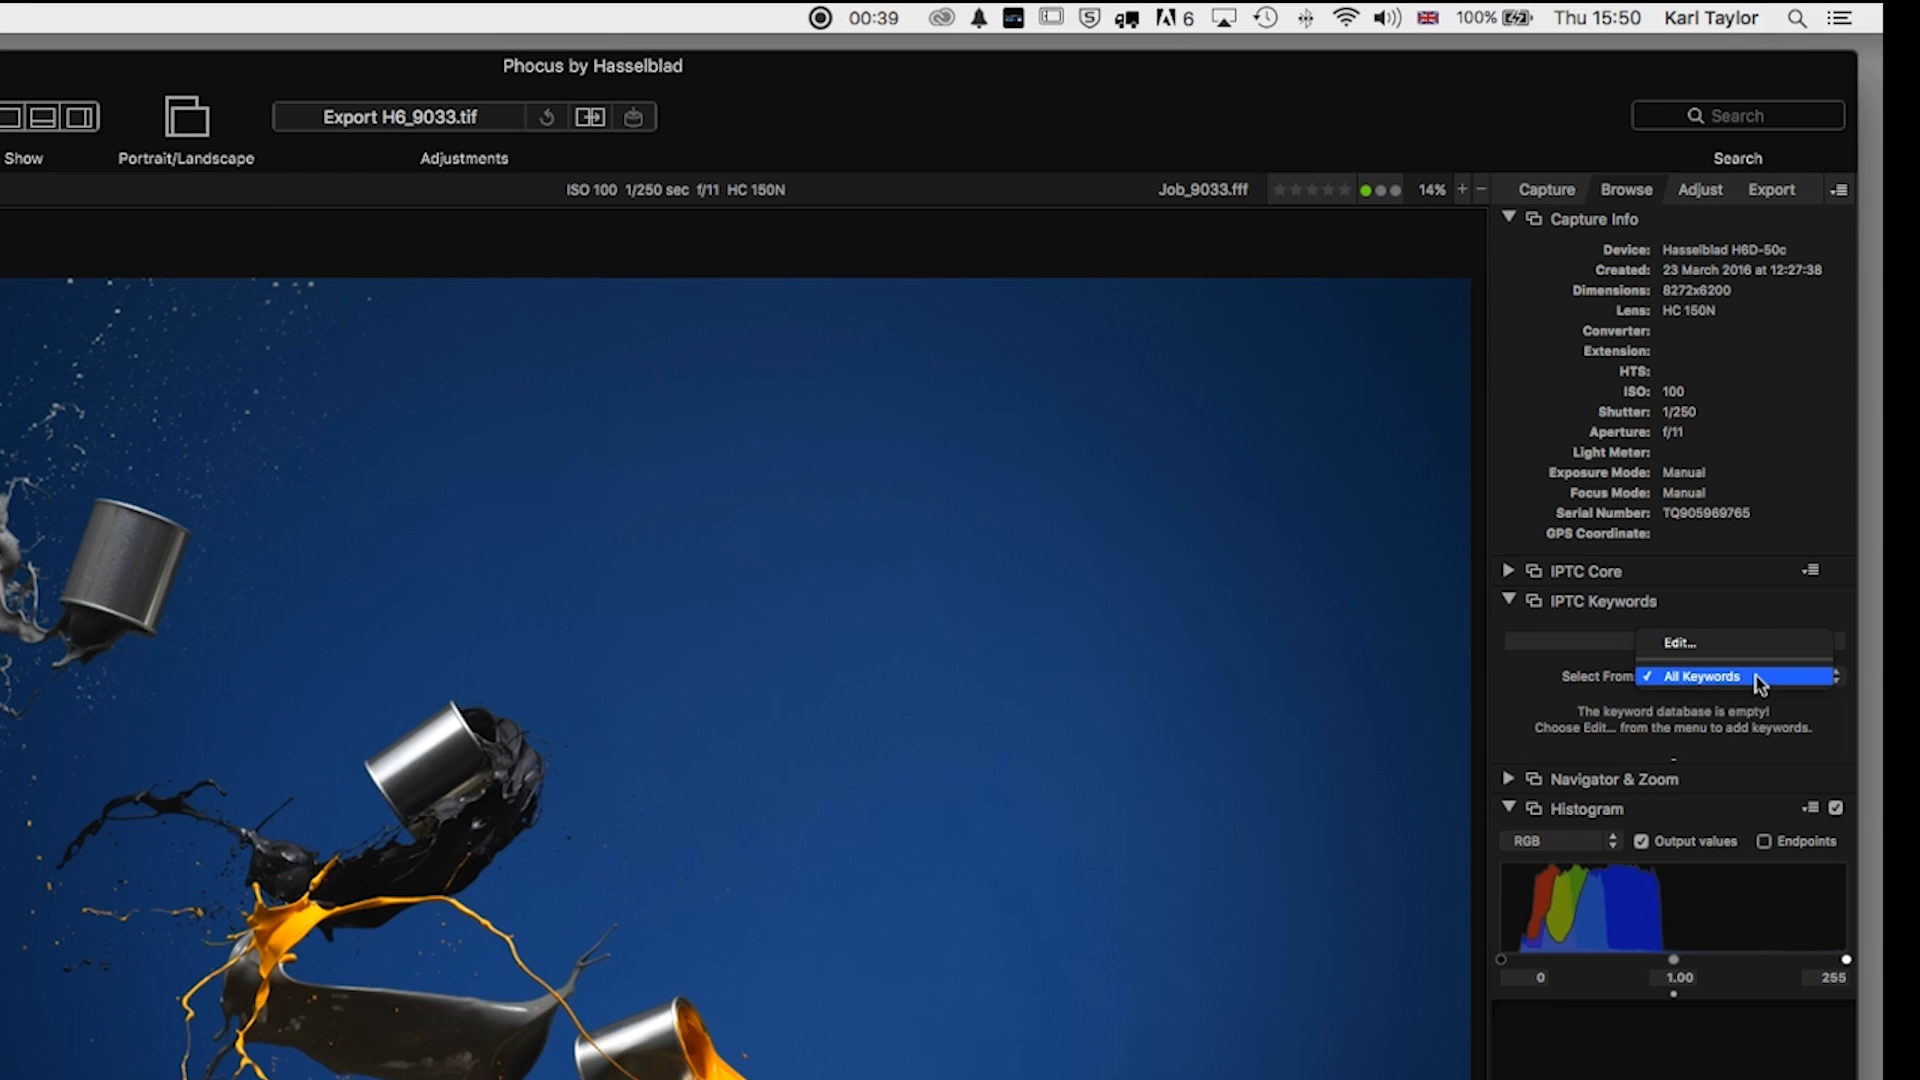 00:39 6 100% Thu 15:50 Karl Taylor
Phocus by Hasselblad
Export H6_9033.tif
Search
Show Portrait/Landscape Adjustments Search
ISO 100 1/250 sec f/11 HC 150N Job_9033.fff 14% + −
Capture Browse Adjust Export
Capture Info
Device: Hasselblad H6D-50c
Created: 23 March 2016 at 12:27:38
Dimensions: 8272x6200
Lens: HC 150N
Converter:
Extension:
HTS:
ISO: 100
Shutter: 1/250
Aperture: f/11
Light Meter:
Exposure Mode: Manual
Focus Mode: Manual
Serial Number: TQ905969765
GPS Coordinate:
IPTC Core
IPTC Keywords
Edit...
Select From: ✓ All Keywords
The keyword database is empty!
Choose Edit... from the menu to add keywords.
Navigator & Zoom
Histogram
RGB Output values Endpoints
0 1.00 255